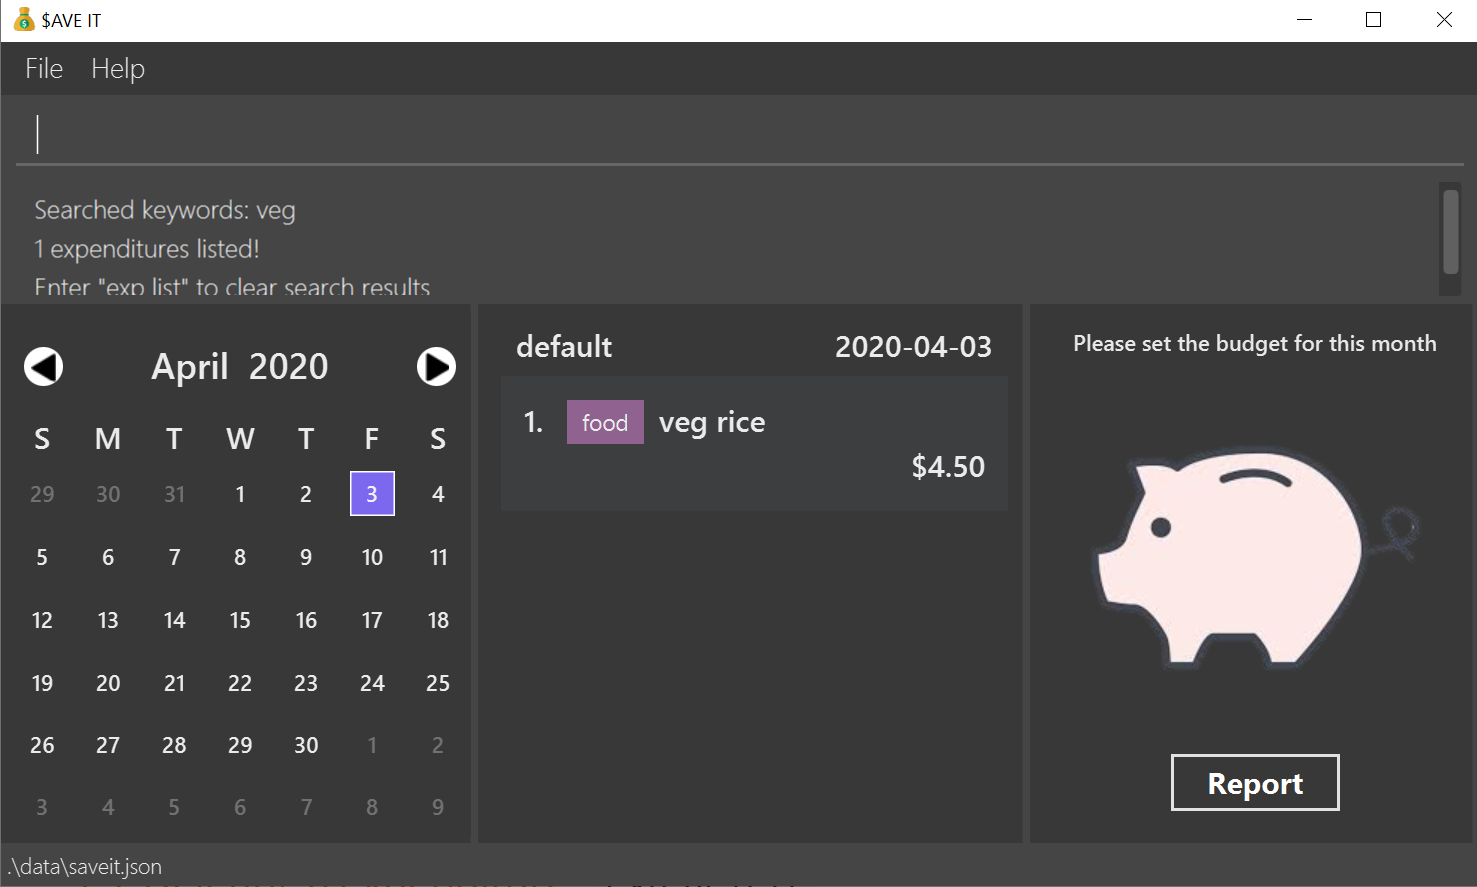 $AVE IT
File Help
Searched keywords: veg
1 expenditures listed!
Enter "exp list" to clear search results
April 2020
S M T W T F S
29 30 31 1 2 3 4
5 6 7 8 9 10 11
12 13 14 15 16 17 18
19 20 21 22 23 24 25
26 27 28 29 30 1 2
3 4 5 6 7 8 9
default 2020-04-03
1. food veg rice
$4.50
Please set the budget for this month
Report
.\data\saveit.json